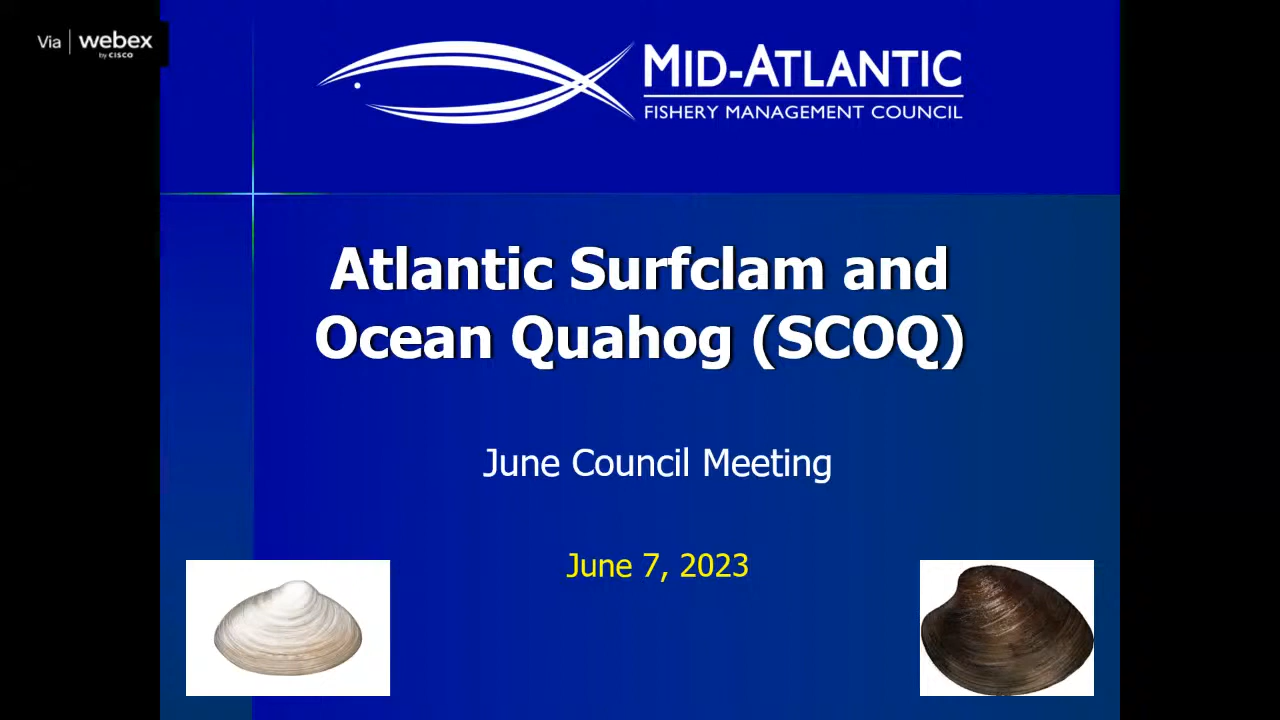 Via webex
by CISCO
MID-ATLANTIC
FISHERY MANAGEMENT COUNCIL
Atlantic Surfclam and
Ocean Quahog (SCOQ)
June Council Meeting
June 7, 2023